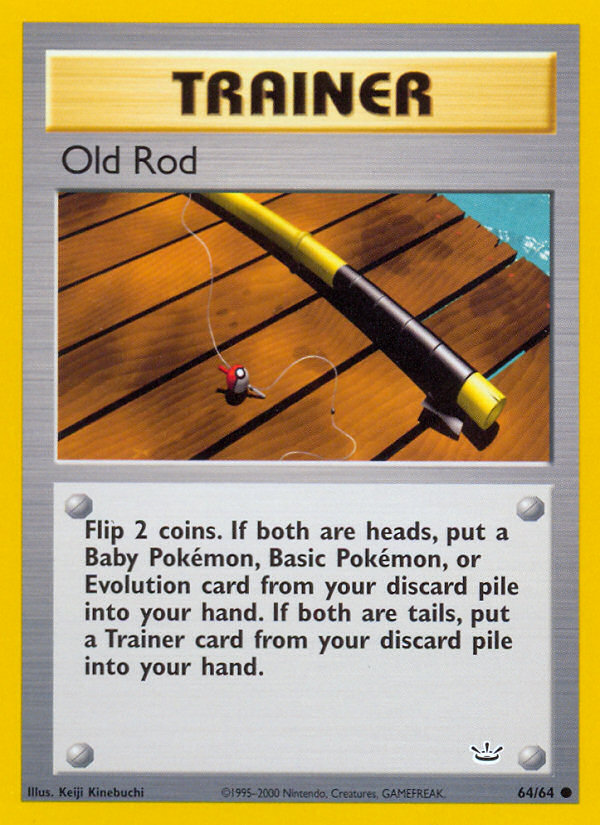 TRAINER
Old Rod
Flip 2 coins. If both are heads, put a
Baby Pokémon, Basic Pokémon, or
Evolution card from your discard pile
into your hand. If both are tails, put
a Trainer card from your discard pile
into your hand.
Illus. Keiji Kinebuchi ©1995-2000 Nintendo, Creatures, GAMEFREAK. 64/64 ●